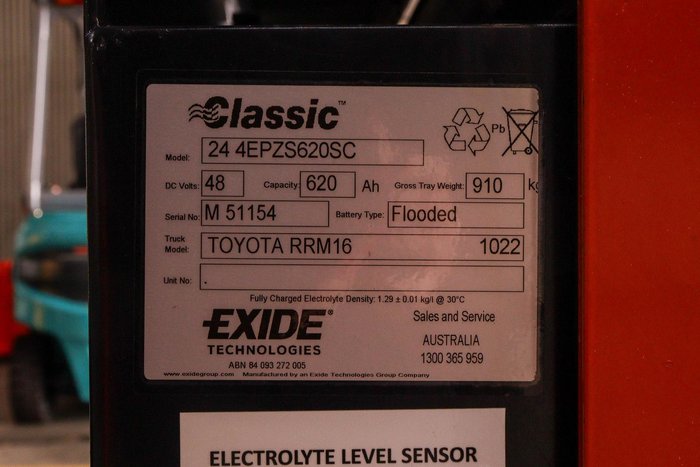 Classic™
Pb
Model: 24 4EPZS620SC
DC Volts: 48 Capacity: 620 Ah Gross Tray Weight: 910 kg
Serial No: M 51154 Battery Type: Flooded
Truck Model: TOYOTA RRM16 1022
Unit No: .
Fully Charged Electrolyte Density: 1.29 ± 0.01 kg/l @ 30°C
EXIDE®
TECHNOLOGIES
ABN 84 093 272 005
Sales and Service
AUSTRALIA
1300 365 959
www.exidegroup.com Manufactured by an Exide Technologies Group Company
ELECTROLYTE LEVEL SENSOR